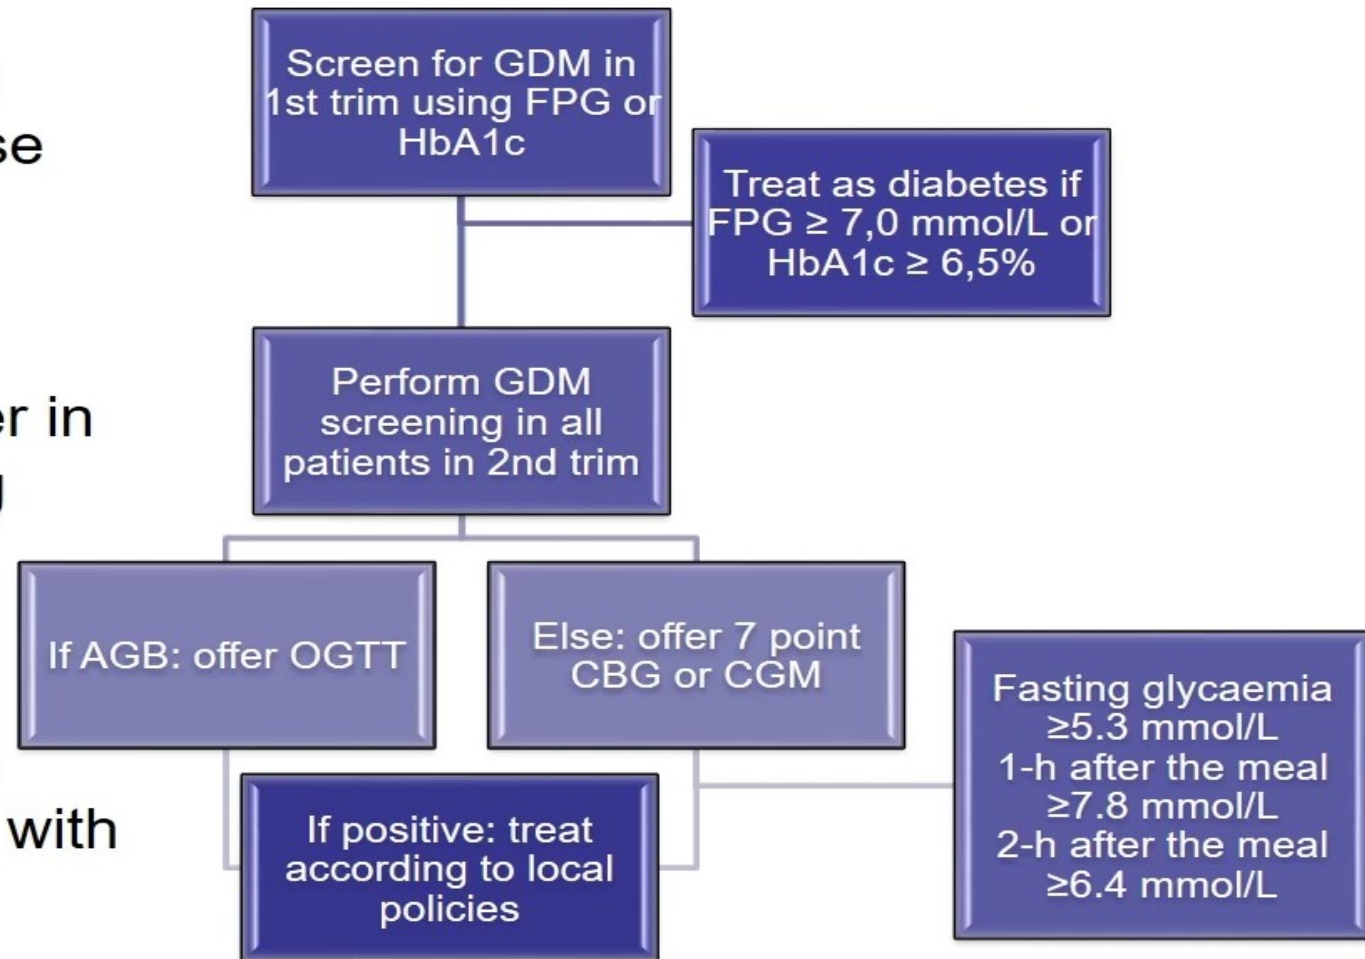 se
er in
with
Screen for GDM in
1st trim using FPG or
HbA1c
Treat as diabetes if
FPG ≥ 7,0 mmol/L or
HbA1c ≥ 6,5%
Perform GDM
screening in all
patients in 2nd trim
If AGB: offer OGTT
Else: offer 7 point
CBG or CGM
Fasting glycaemia
≥5.3 mmol/L
1-h after the meal
≥7.8 mmol/L
2-h after the meal
≥6.4 mmol/L
If positive: treat
according to local
policies